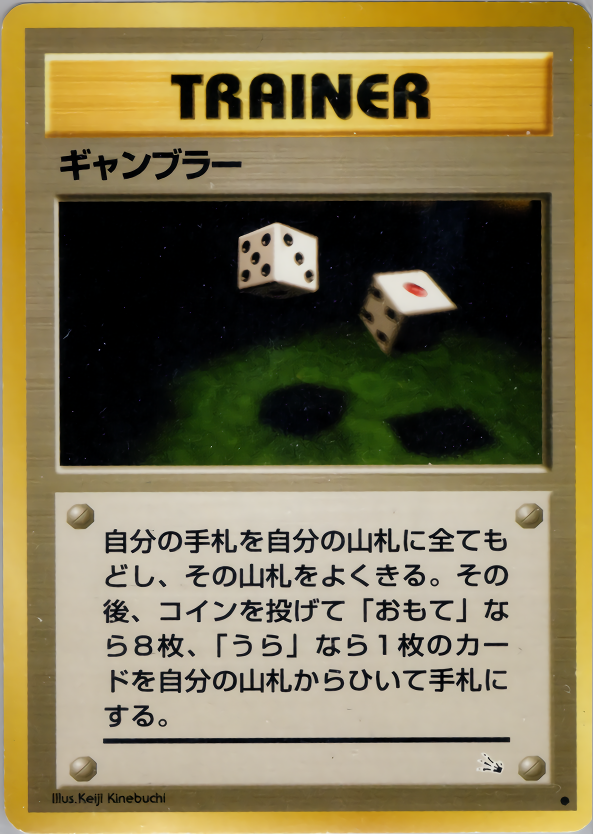 TRAINER
ギャンブラー
自分の手札を自分の山札に全ても
どし、その山札をよくきる。その
後、コインを投げて「おもて」な
ら8枚、「うら」なら1枚のカー
ドを自分の山札からひいて手札に
する。
Illus.Keiji Kinebuchi